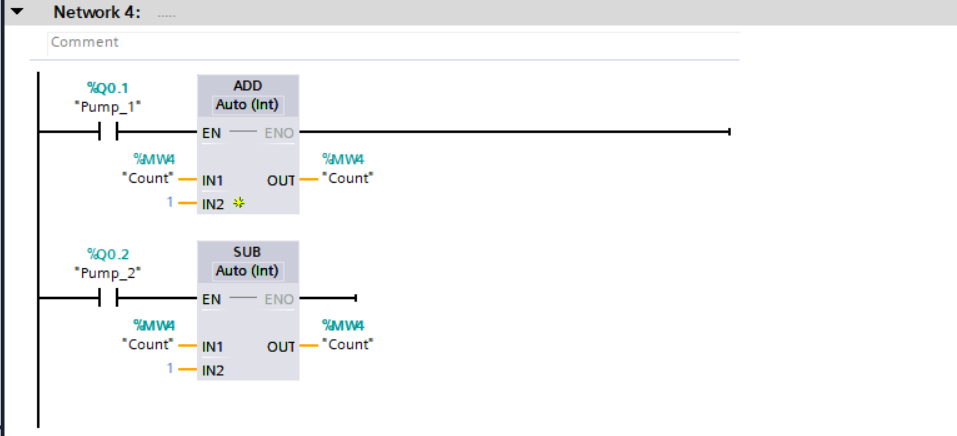 Network 4: .....
Comment
%Q0.1
"Pump_1"
ADD
Auto (Int)
EN ENO
%MW4
"Count"
IN1
OUT
%MW4
"Count"
1
IN2
%Q0.2
"Pump_2"
SUB
Auto (Int)
EN ENO
%MW4
"Count"
IN1
OUT
%MW4
"Count"
1
IN2